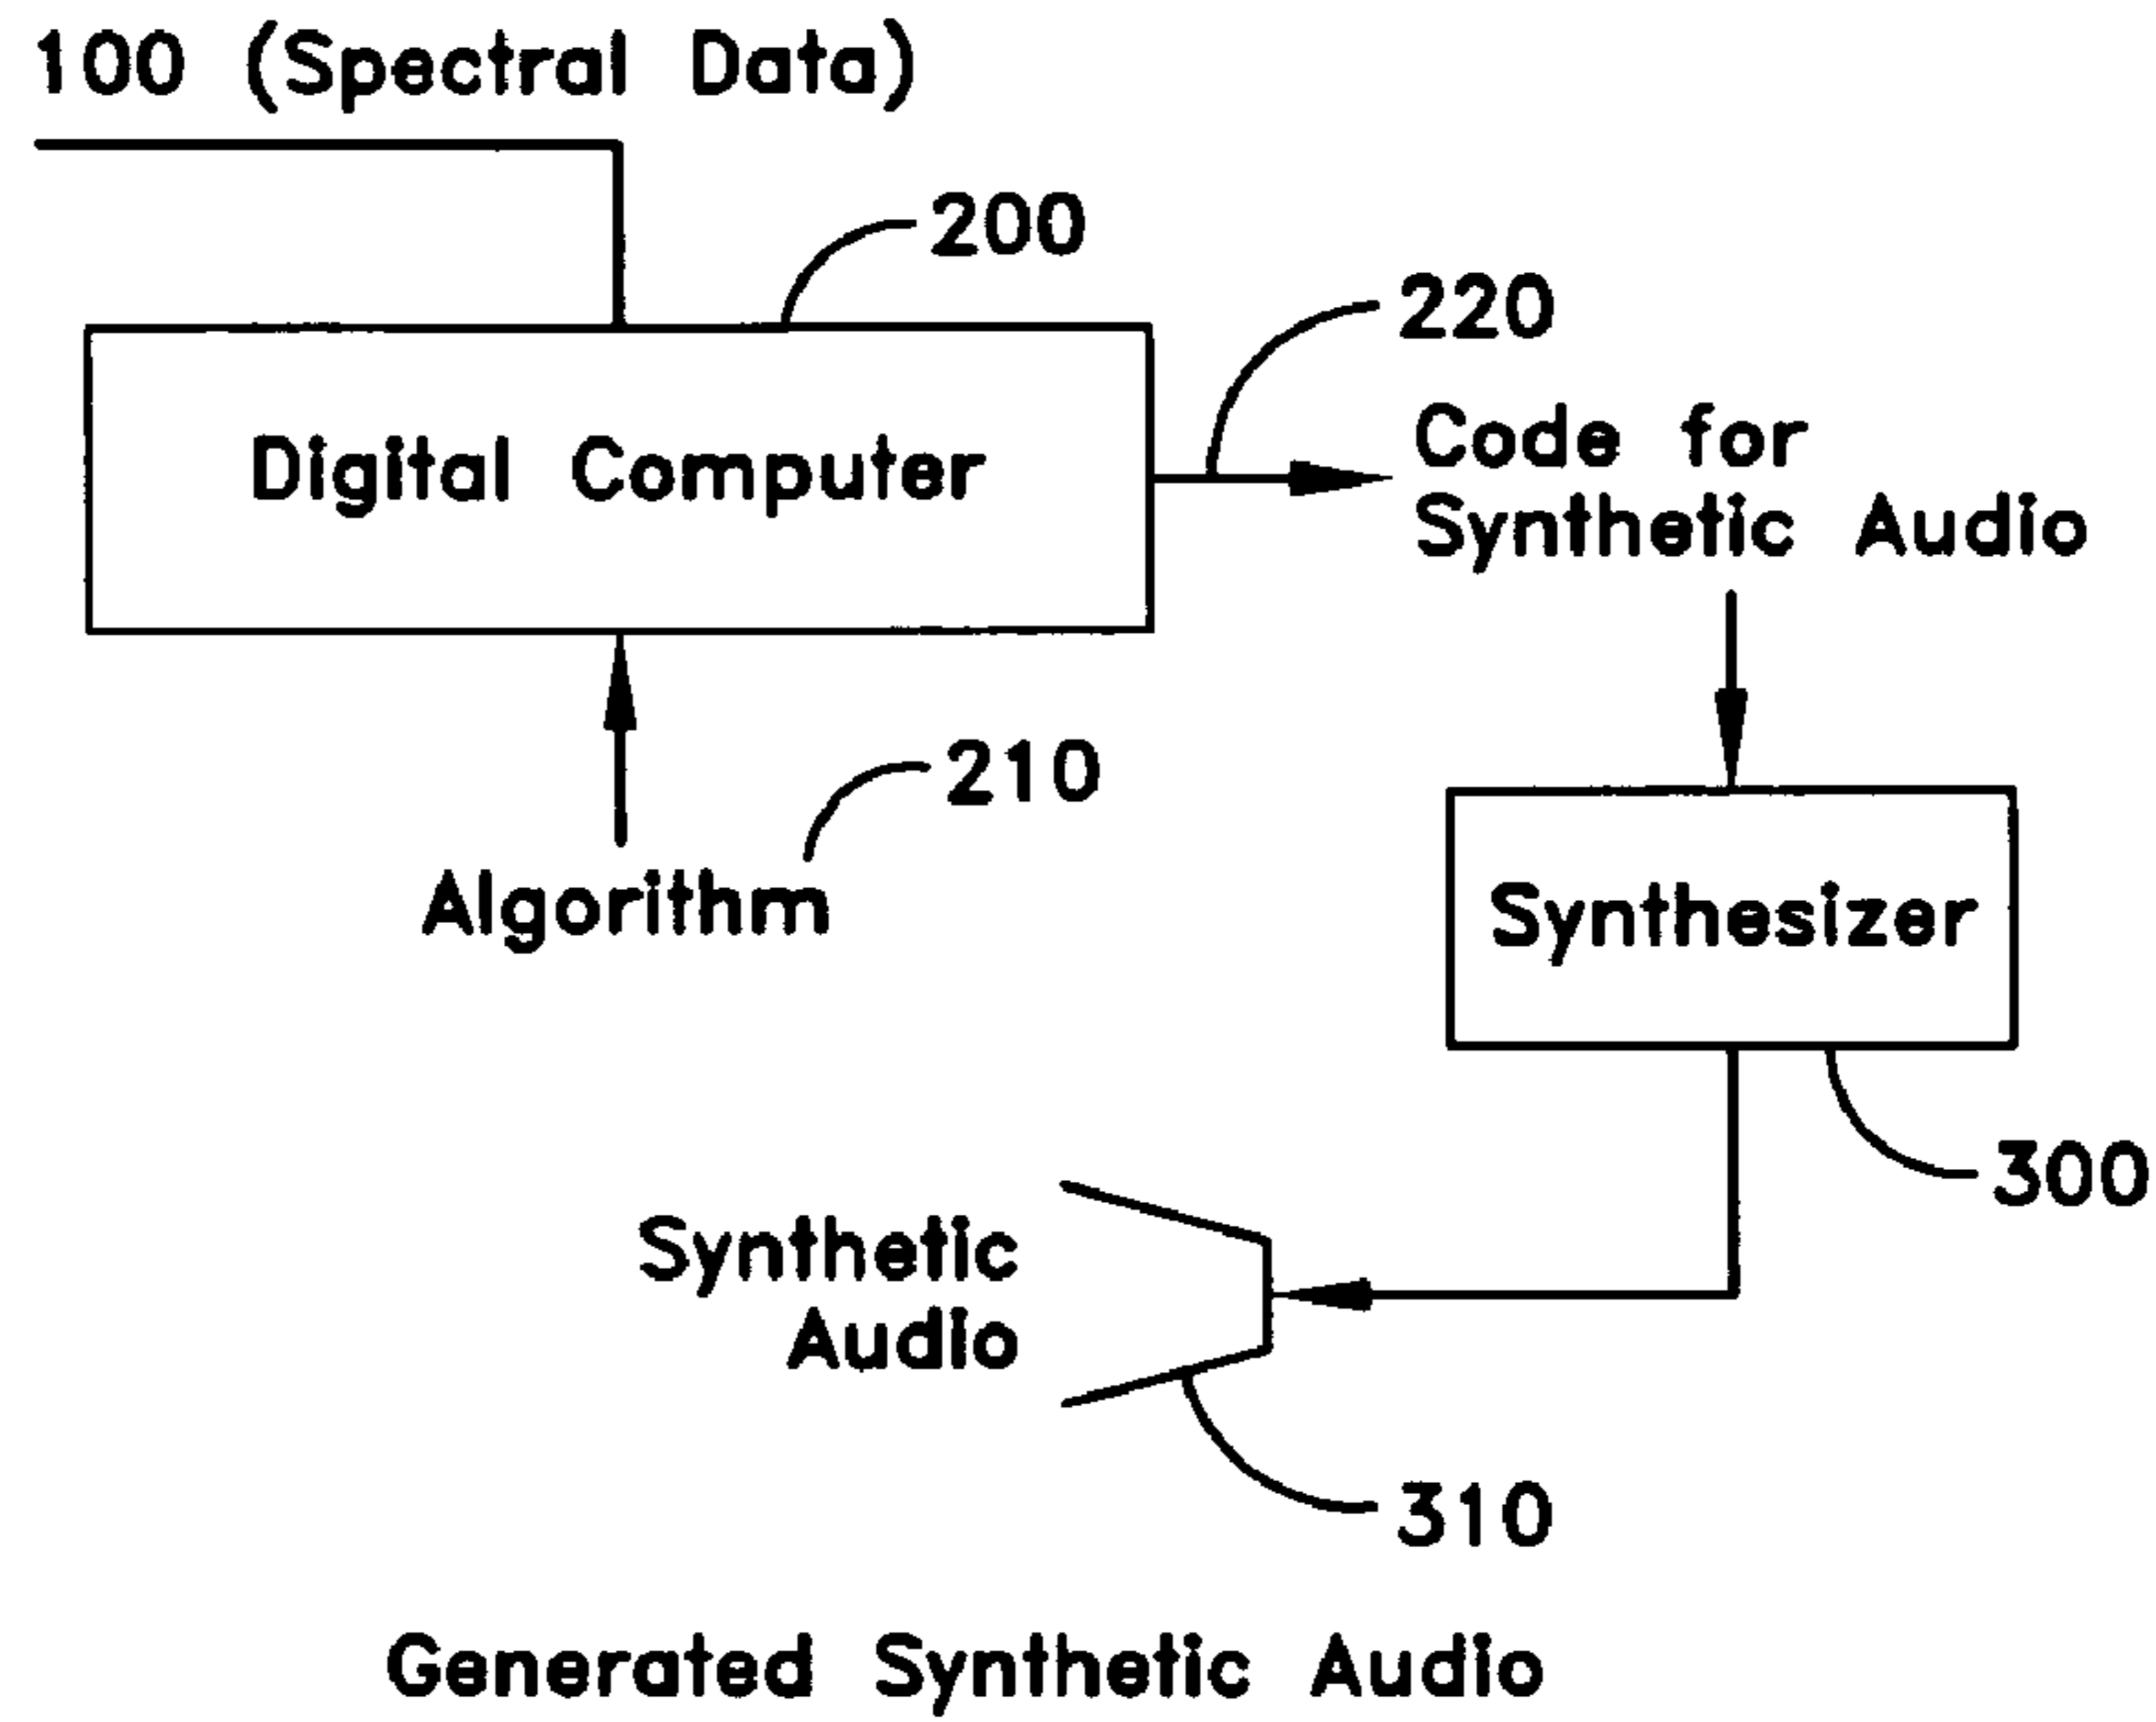 100 (Spectral Data)
200
220
Digital Computer
Code for
Synthetic Audio
210
Algorithm
Synthesizer
300
Synthetic
Audio
310
Generated Synthetic Audio